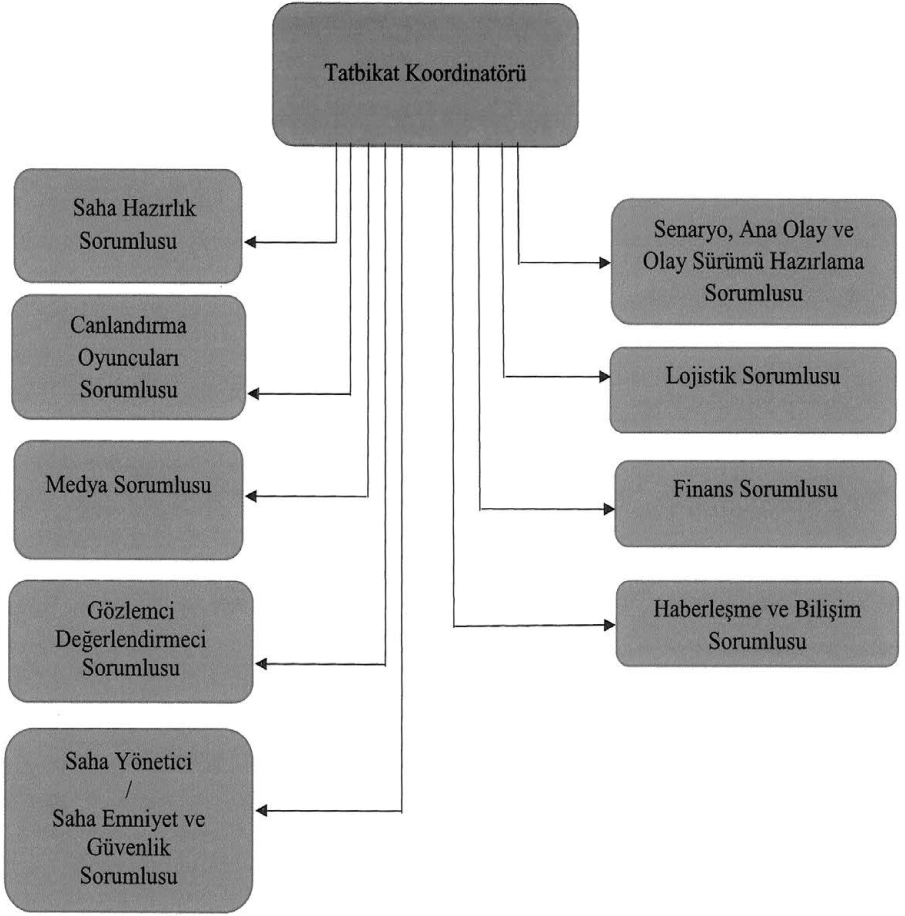 Tatbikat Koordinatörü
Saha Hazırlık
Sorumlusu
Canlandırma
Oyuncuları
Sorumlusu
Medya Sorumlusu
Gözlemci
Değerlendirmeci
Sorumlusu
Saha Yönetici
/
Saha Emniyet ve
Güvenlik
Sorumlusu
Senaryo, Ana Olay ve
Olay Sürümü Hazırlama
Sorumlusu
Lojistik Sorumlusu
Finans Sorumlusu
Haberleşme ve Bilişim
Sorumlusu